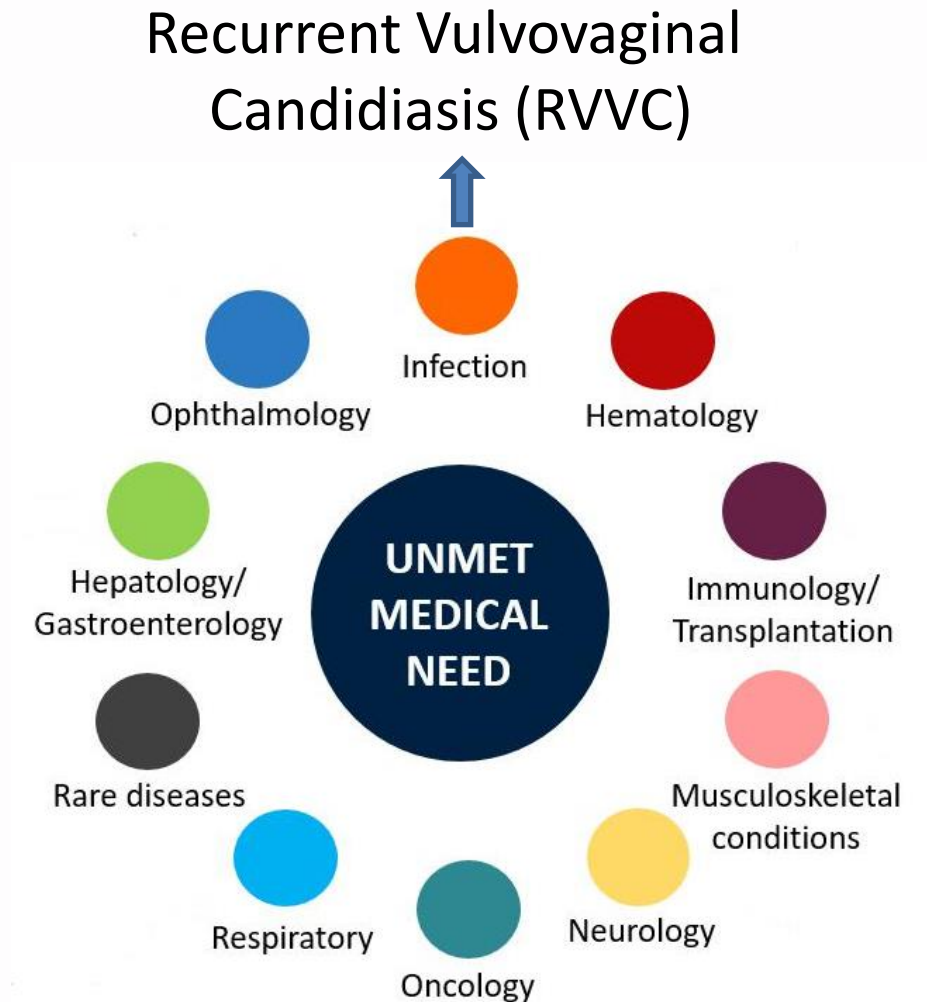 Recurrent Vulvovaginal
Candidiasis (RVVC)
Infection
Ophthalmology
Hematology
UNMET
MEDICAL
NEED
Hepatology/
Gastroenterology
Immunology/
Transplantation
Rare diseases
Musculoskeletal
conditions
Respiratory
Neurology
Oncology